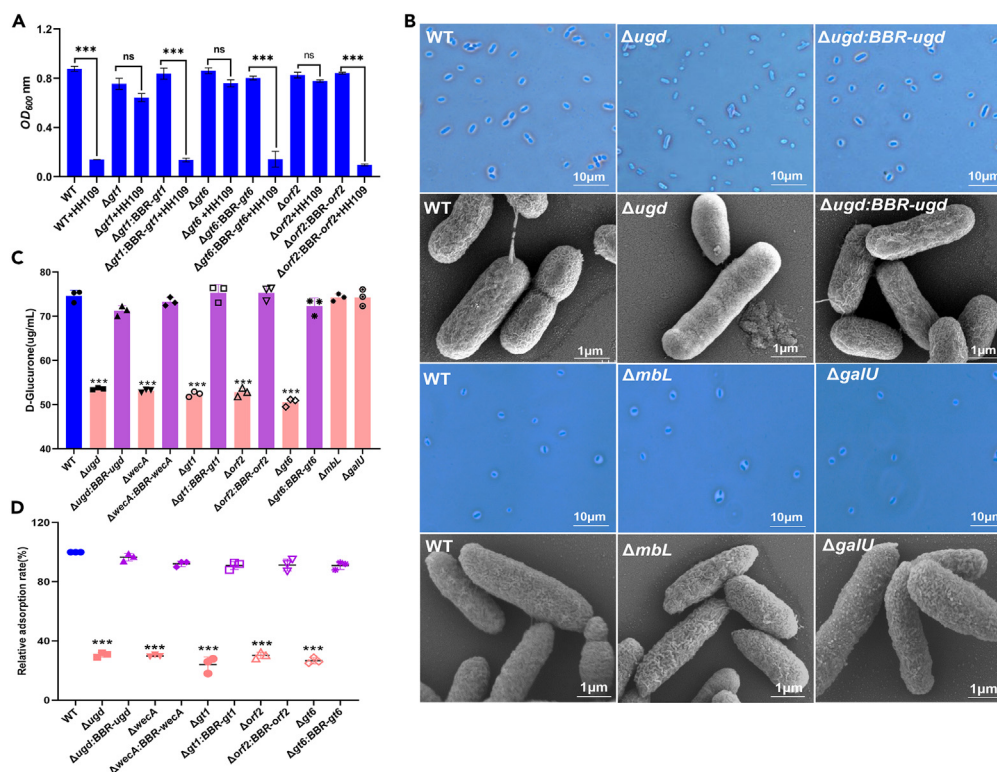 A
OD600 nm
1.2
0.8
0.4
0.0
***
ns
***
ns
***
ns
***
WT
WT+HH109
Δgt1
Δgt1+HH109
Δgt1:BBR-gt1
Δgt1:BBR-gt1+HH109
Δgt6
Δgt6+HH109
Δgt6:BBR-gt6
Δgt6:BBR-gt6+HH109
Δorf2
Δorf2+HH109
Δorf2:BBR-orf2
Δorf2:BBR-orf2+HH109
B
WT
Δugd
Δugd:BBR-ugd
10μm
10μm
10μm
WT
Δugd
Δugd:BBR-ugd
1μm
1μm
1μm
WT
ΔmbL
ΔgalU
10μm
10μm
10μm
WT
ΔmbL
ΔgalU
1μm
1μm
1μm
C
D-Glucurone(ug/mL)
80
70
60
50
40
***
***
***
***
***
WT
Δugd
Δugd:BBR-ugd
ΔwecA
ΔwecA:BBR-wecA
Δgt1
Δgt1:BBR-gt1
Δorf2
Δorf2:BBR-orf2
Δgt6
Δgt6:BBR-gt6
ΔmbL
ΔgalU
D
Relative adsorption rate(%)
120
80
40
0
***
***
***
***
***
WT
Δugd
Δugd:BBR-ugd
ΔwecA
ΔwecA:BBR-wecA
Δgt1
Δgt1:BBR-gt1
Δorf2
Δorf2:BBR-orf2
Δgt6
Δgt6:BBR-gt6